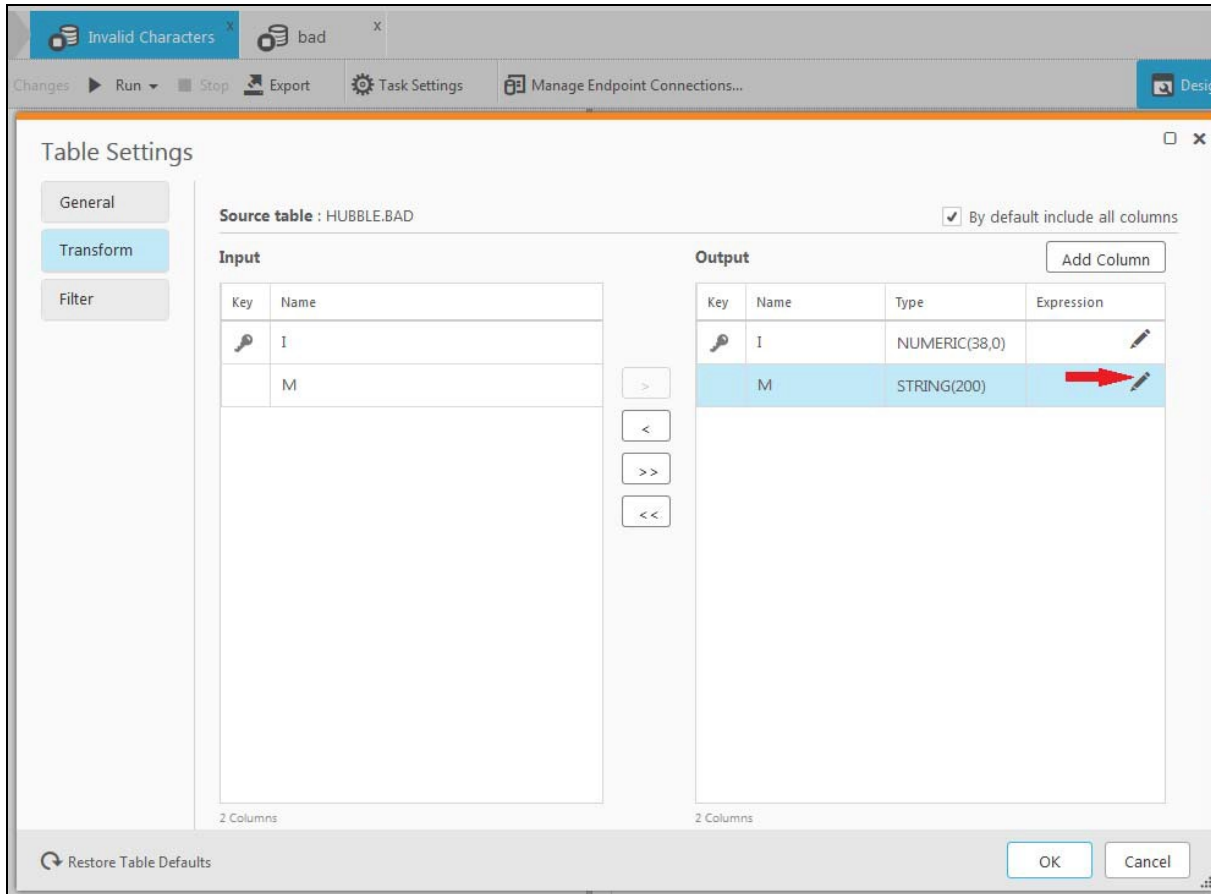 Invalid Characters x bad x
Changes Run Stop Export Task Settings Manage Endpoint Connections...
Table Settings
General
Transform
Filter
Source table : HUBBLE.BAD By default include all columns
Input Output Add Column
Key Name Key Name Type Expression
I I NUMERIC(38,0)
M M STRING(200)
>
<
>>
<<
2 Columns 2 Columns
Restore Table Defaults OK Cancel